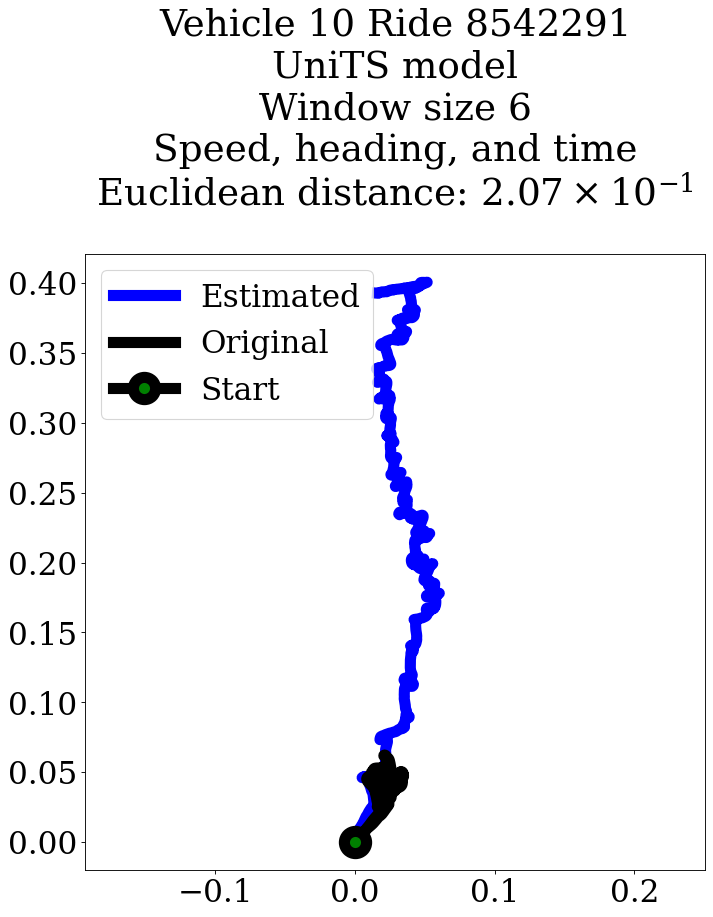 Vehicle 10 Ride 8542291
UniTS model
Window size 6
Speed, heading, and time
Euclidean distance: 2.07 × 10⁻¹
Estimated
Original
Start
0.40
0.35
0.30
0.25
0.20
0.15
0.10
0.05
0.00
−0.1 0.0 0.1 0.2